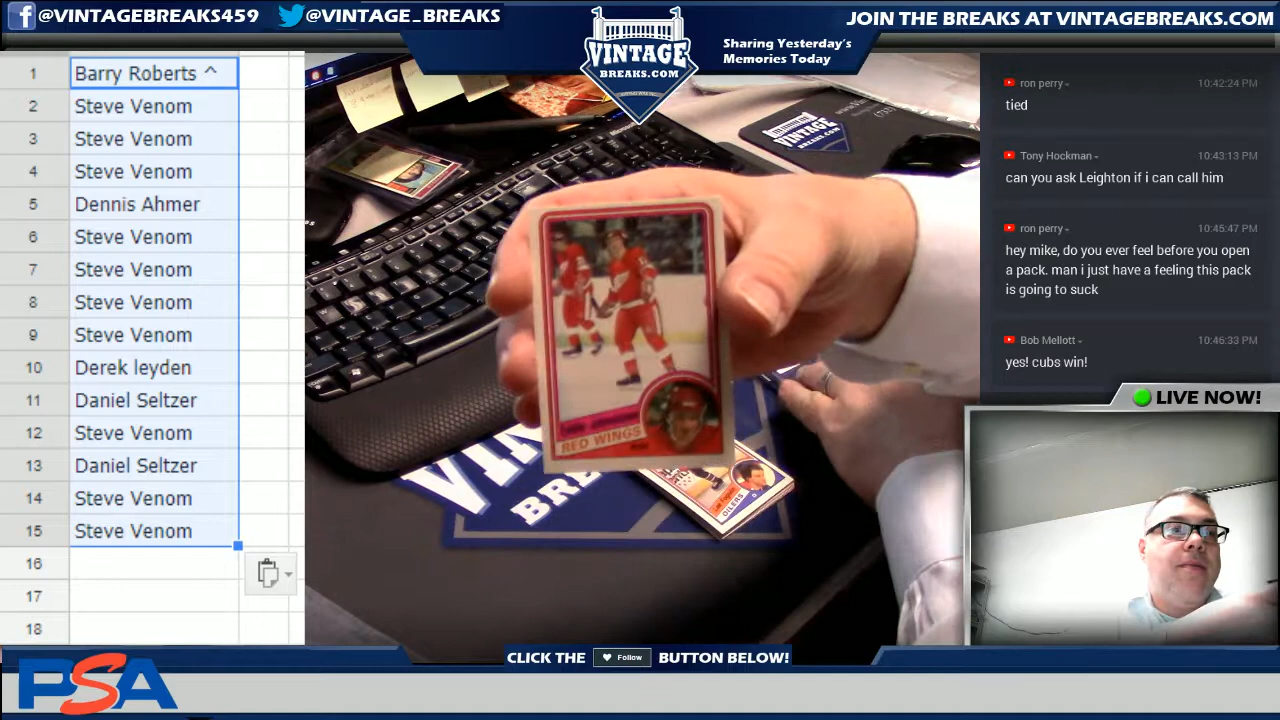 @VINTAGEBREAKS459 @VINTAGE_BREAKS
VINTAGE
BREAKS.COM
Sharing Yesterday's
Memories Today
JOIN THE BREAKS AT VINTAGEBREAKS.COM
1 Barry Roberts ^
2 Steve Venom
3 Steve Venom
4 Steve Venom
5 Dennis Ahmer
6 Steve Venom
7 Steve Venom
8 Steve Venom
9 Steve Venom
10 Derek leyden
11 Daniel Seltzer
12 Steve Venom
13 Daniel Seltzer
14 Steve Venom
15 Steve Venom
16
17
18
VINTAGE
BREAKS.COM
RED WINGS
VIN
BRE
OILERS
ron perry 10:42:24 PM
tied
Tony Hockman 10:43:13 PM
can you ask Leighton if i can call him
ron perry 10:45:47 PM
hey mike, do you ever feel before you open
a pack. man i just have a feeling this pack
is going to suck
Bob Mellott 10:46:33 PM
yes! cubs win!
LIVE NOW!
CLICK THE Follow BUTTON BELOW!
PSA